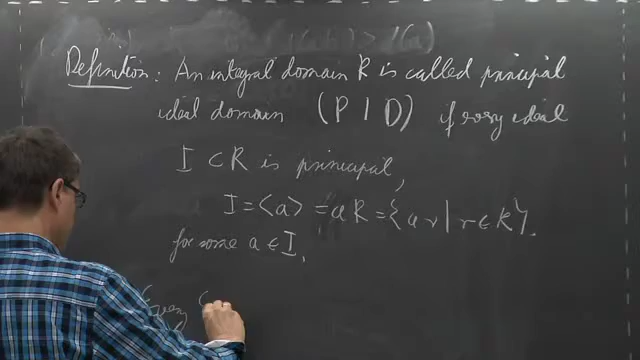 Definition: An integral domain R is called principal
ideal domain (PID) if every ideal
I ⊂ R is principal,
I = <a> = aR = {ar | r ∈ R}.
for some a ∈ I.
Every